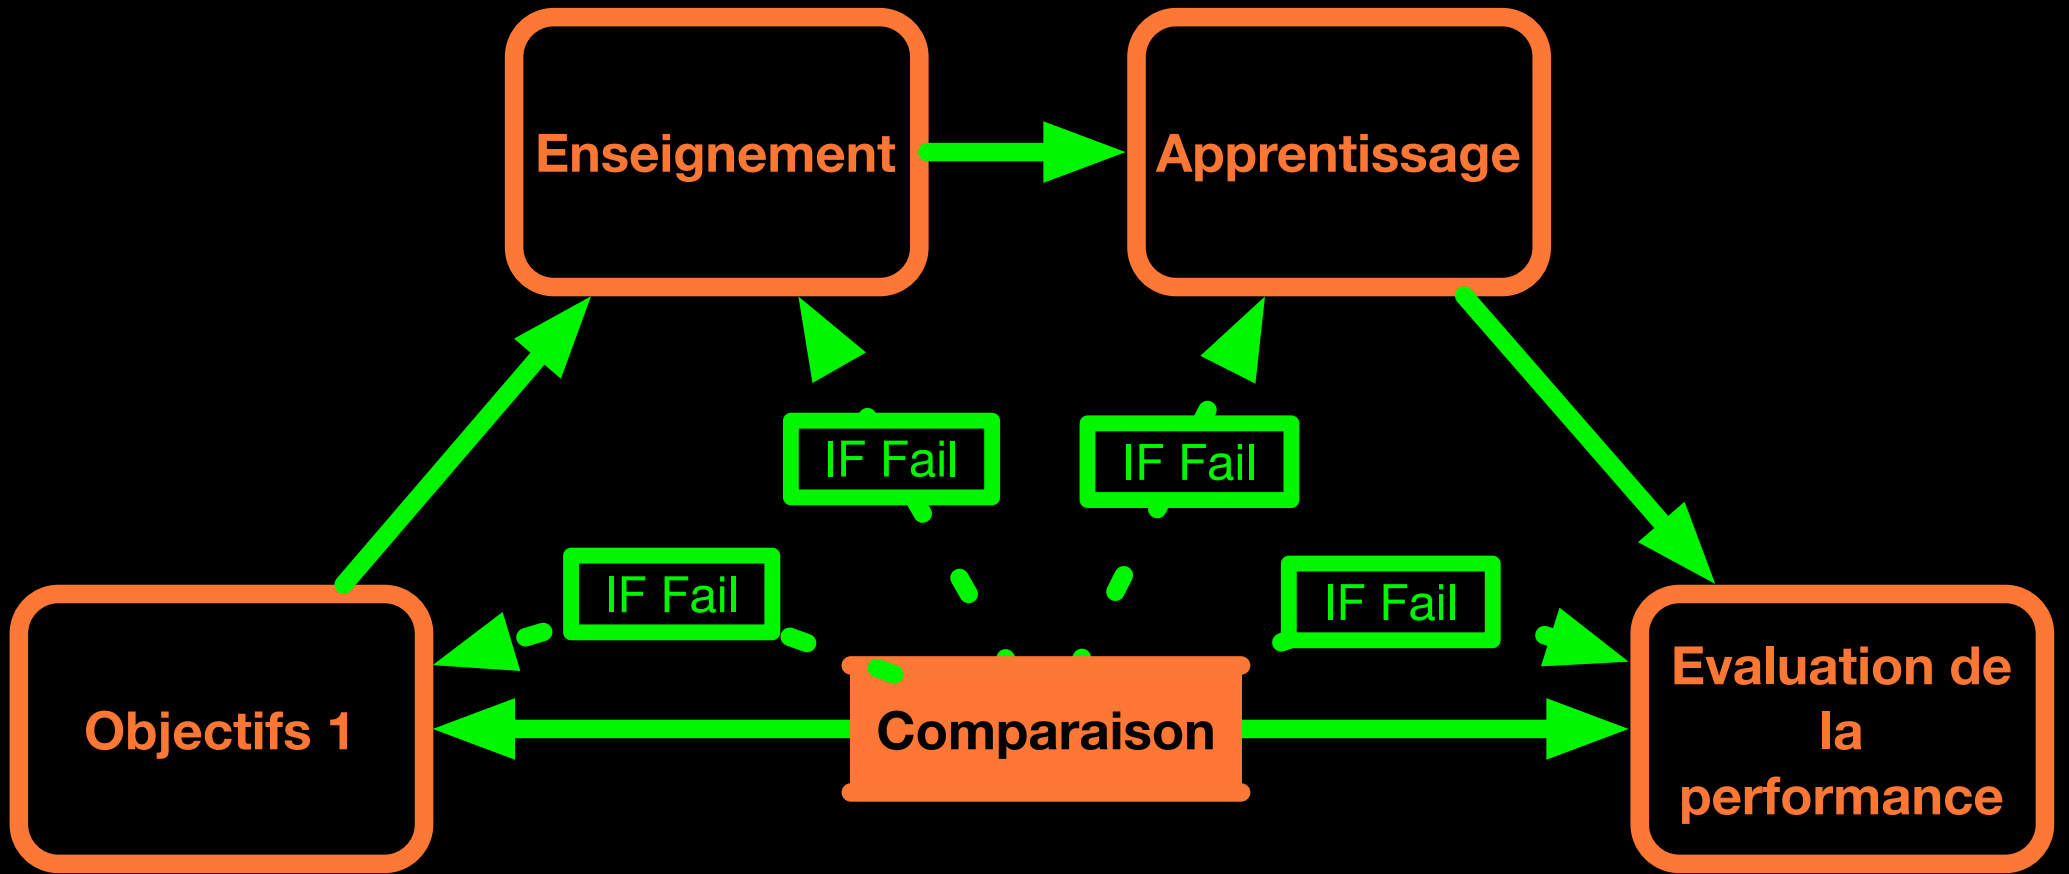 Enseignement
Apprentissage
IF Fail
IF Fail
IF Fail
IF Fail
Objectifs 1
Comparaison
Evaluation de
la
performance